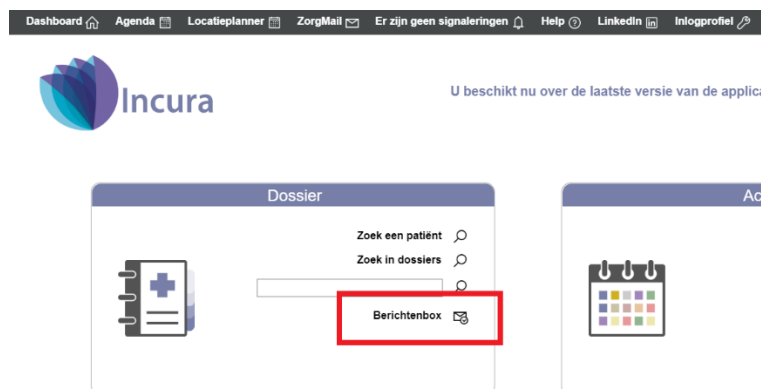 Dashboard Agenda Locatieplanner ZorgMail Er zijn geen signaleringen Help LinkedIn Inlogprofiel
Incura
U beschikt nu over de laatste versie van de applica
Dossier
Ac
Zoek een patiënt
Zoek in dossiers
Berichtenbox